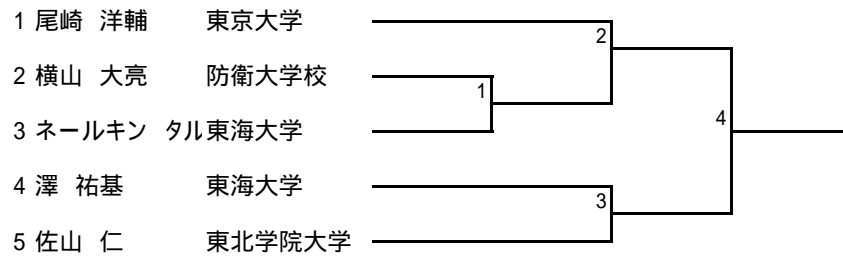 1 尾崎 洋輔 東京大学
2
2 横山 大亮 防衛大学校
1
3 ネールキン タル 東海大学
4
4 澤 祐基 東海大学
3
5 佐山 仁 東北学院大学